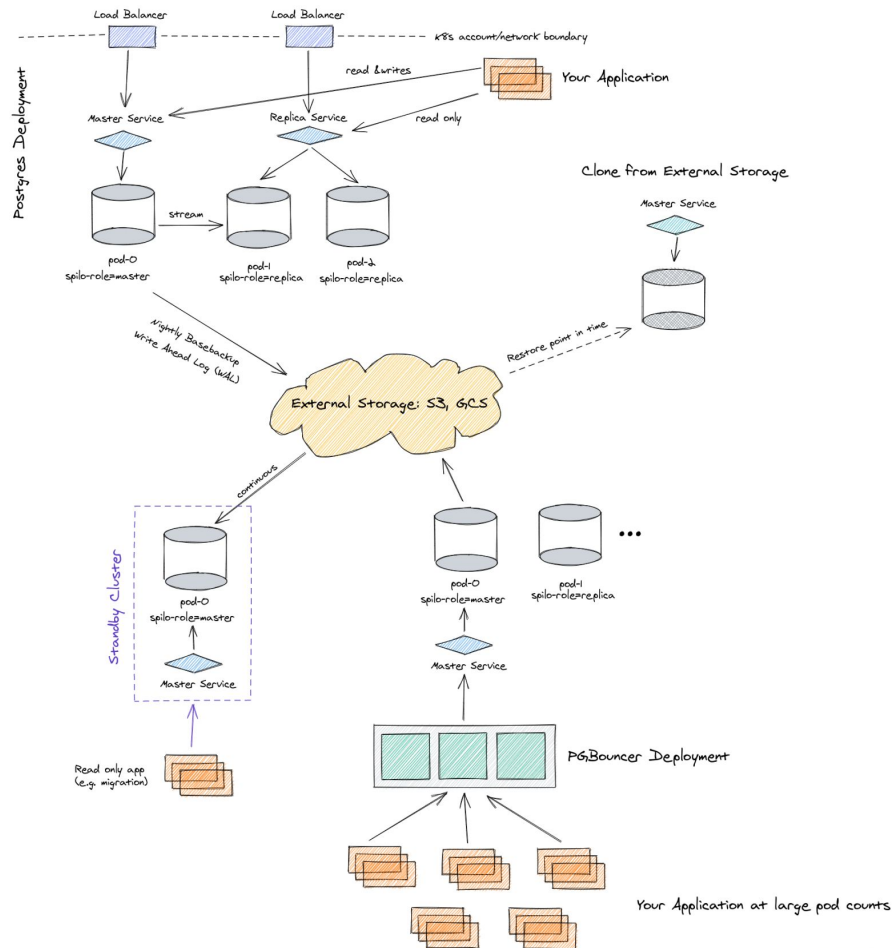 Load Balancer
Load Balancer
K8s account/network boundary
Postgres Deployment
read &writes
Your Application
Master Service
Replica Service
read only
Clone from External Storage
Master Service
stream
pod-0
spilo-role=master
pod-1
spilo-role=replica
pod-2
spilo-role=replica
Nightly Basebackup
Write Ahead Log (WAL)
Restore point in time
External Storage: S3, GCS
continuous
Standby Cluster
pod-0
spilo-role=master
Master Service
pod-0
spilo-role=master
pod-1
spilo-role=replica
...
Master Service
Read only app
(e.g. migration)
PGBouncer Deployment
Your Application at large pod counts